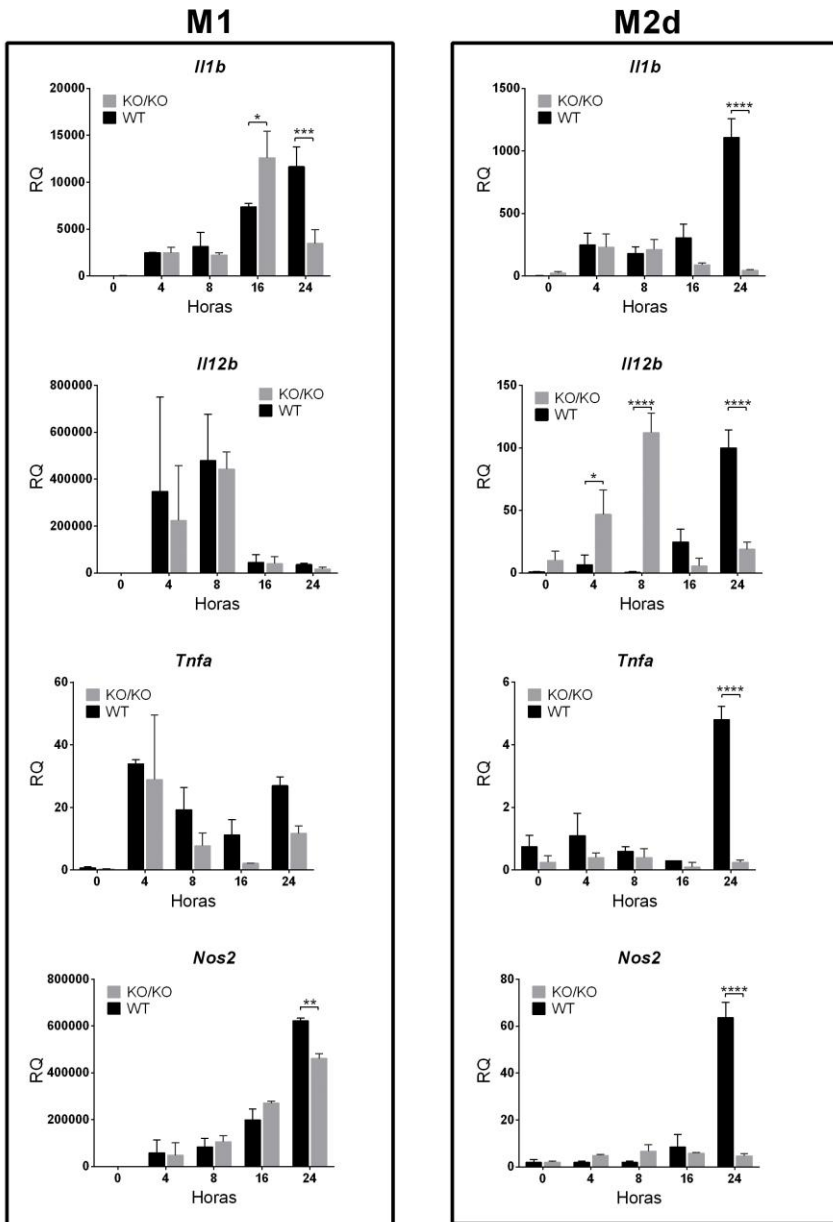 M1
Il1b
20000
KO/KO
WT
*
***
15000
RQ
10000
5000
0
0 4 8 16 24
Horas
Il12b
800000
KO/KO
WT
600000
RQ
400000
200000
0
0 4 8 16 24
Horas
Tnfa
60
KO/KO
WT
40
RQ
20
0
0 4 8 16 24
Horas
Nos2
800000
KO/KO
WT
**
600000
RQ
400000
200000
0
0 4 8 16 24
Horas
M2d
Il1b
1500
KO/KO
WT
****
1000
RQ
500
0
0 4 8 16 24
Horas
Il12b
150
KO/KO
WT
****
****
100
RQ
*
50
0
0 4 8 16 24
Horas
Tnfa
6
KO/KO
WT
****
4
RQ
2
0
0 4 8 16 24
Horas
Nos2
80
KO/KO
WT
****
60
RQ
40
20
0
0 4 8 16 24
Horas